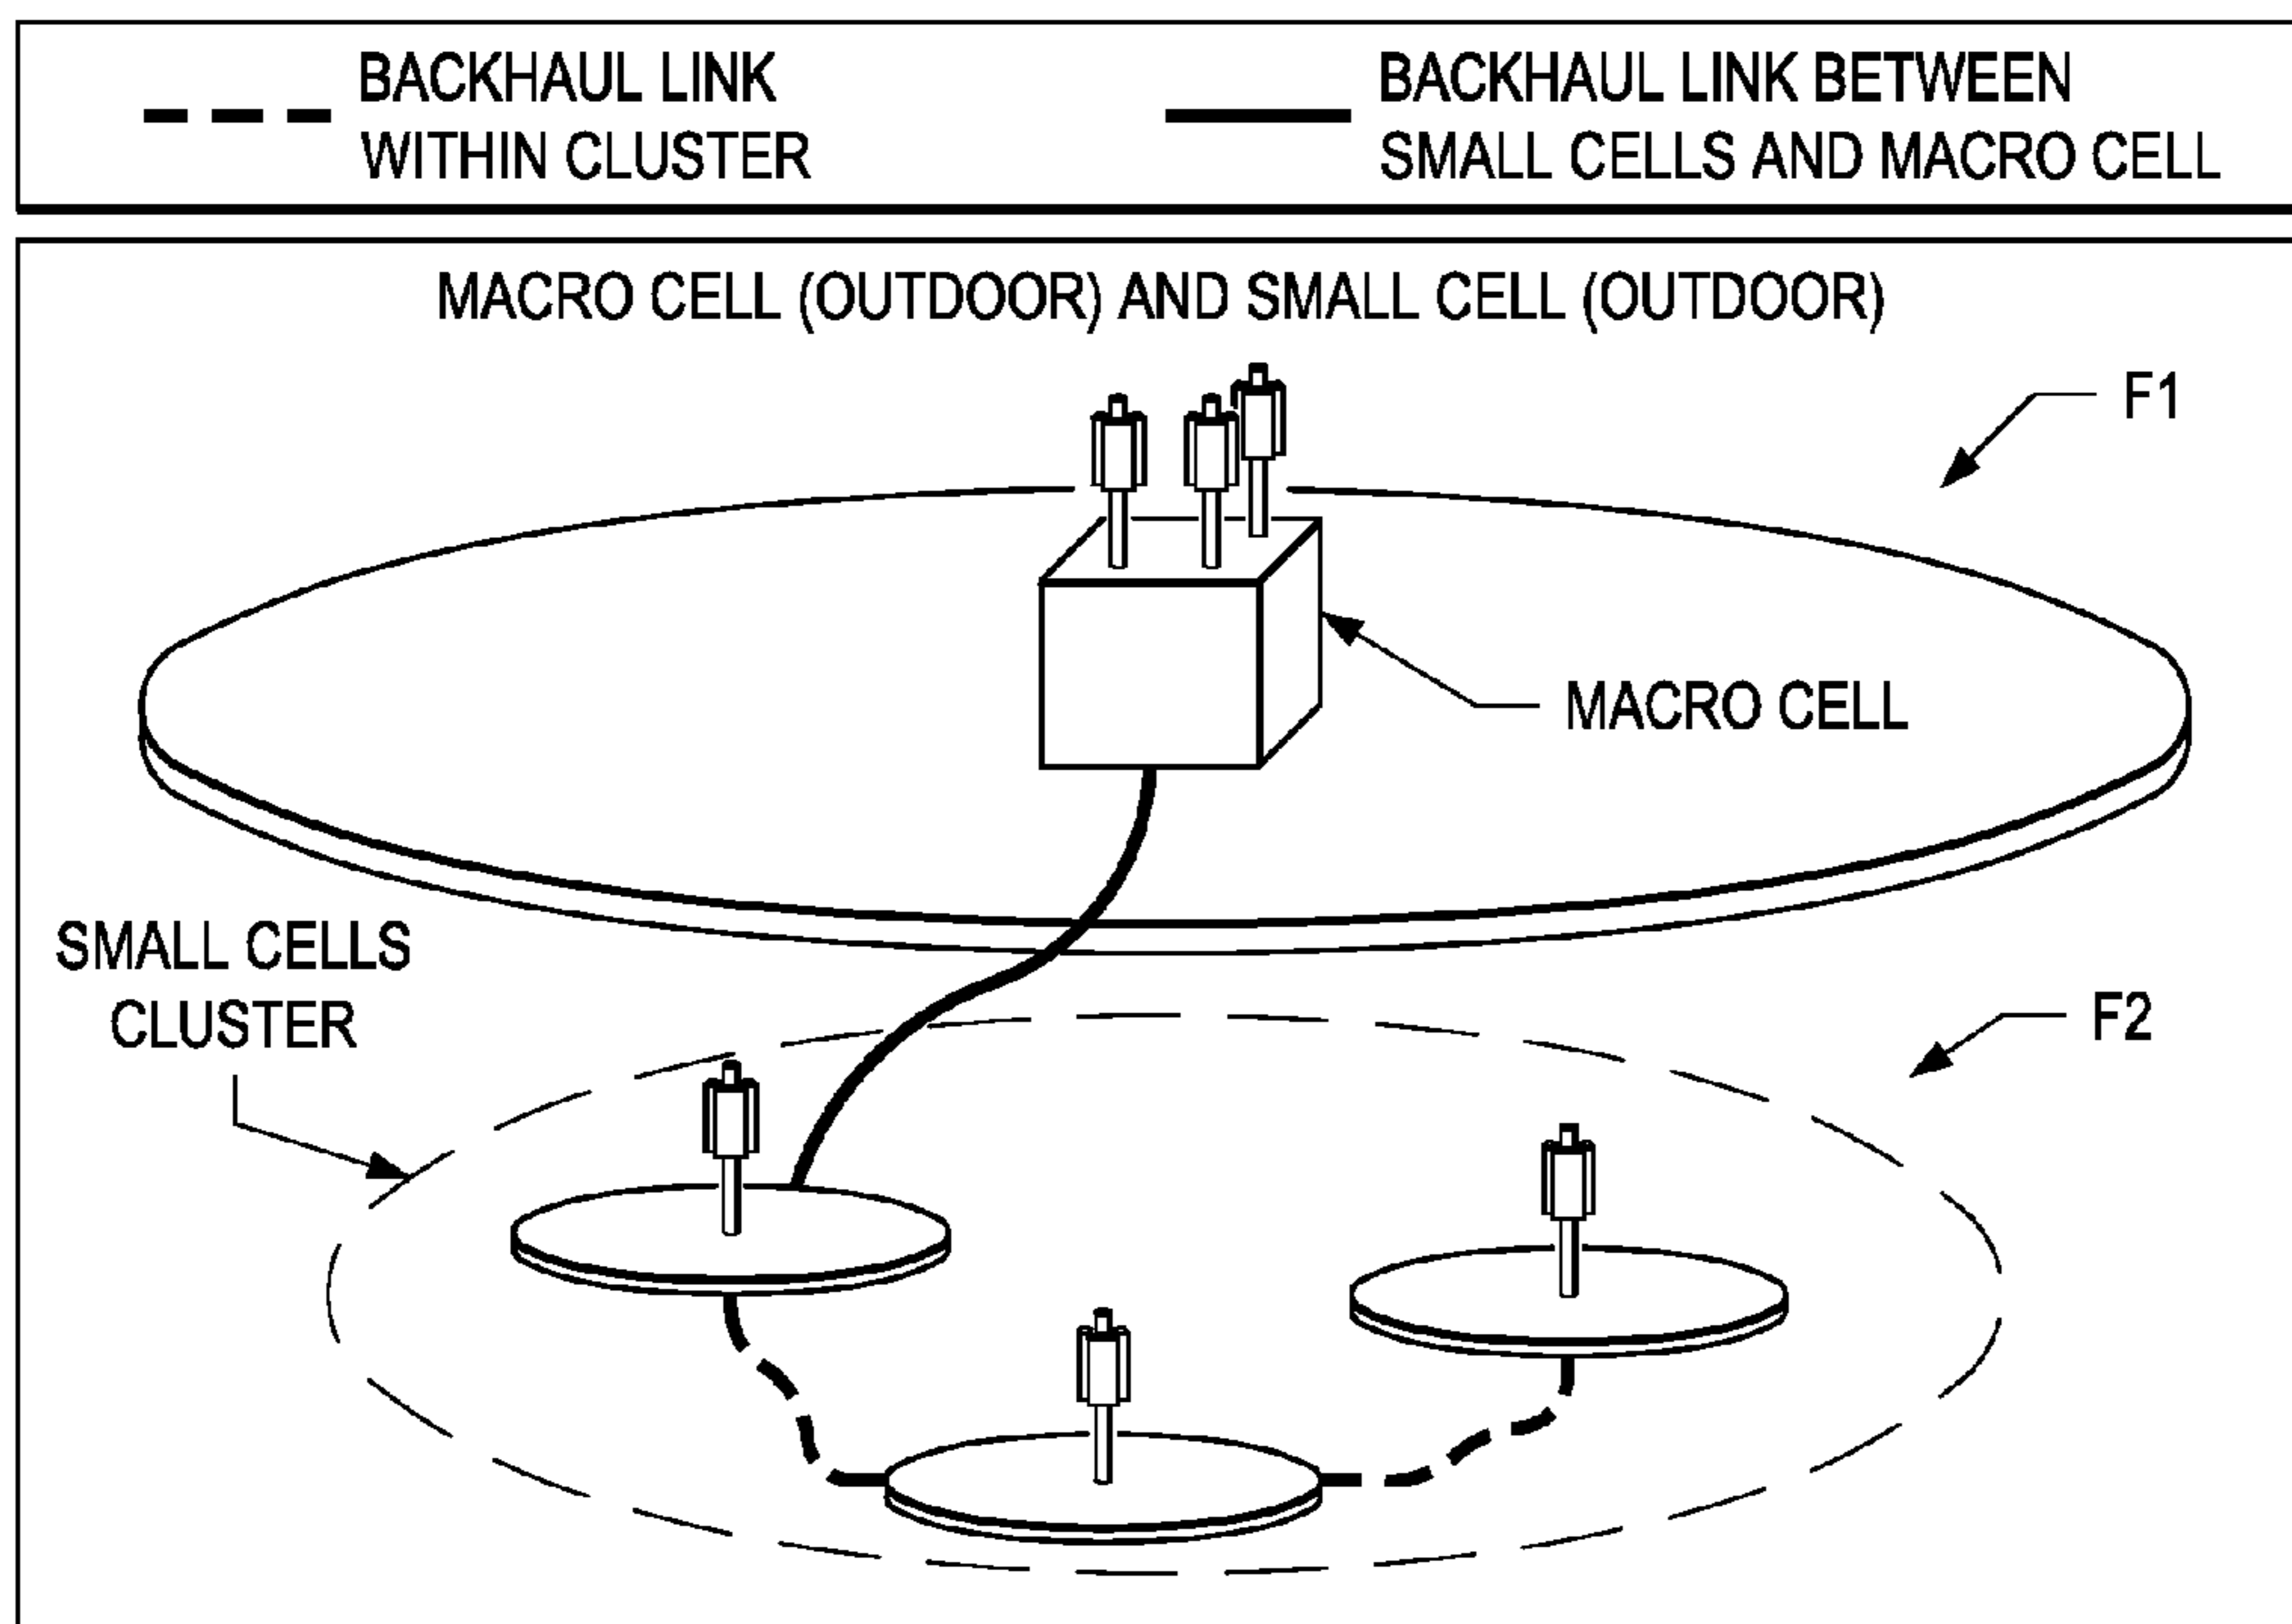 BACKHAUL LINK
WITHIN CLUSTER
BACKHAUL LINK BETWEEN
SMALL CELLS AND MACRO CELL
MACRO CELL (OUTDOOR) AND SMALL CELL (OUTDOOR)
F1
MACRO CELL
SMALL CELLS
CLUSTER
F2